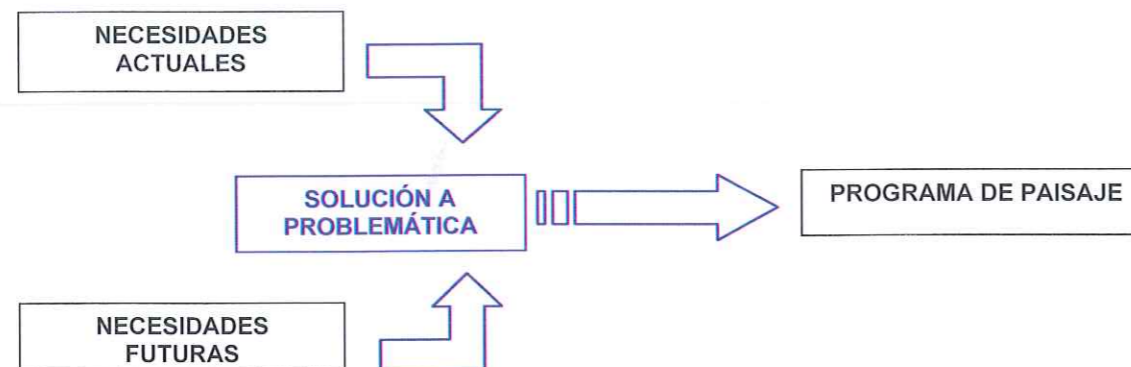 NECESIDADES
ACTUALES
SOLUCIÓN A
PROBLEMÁTICA
PROGRAMA DE PAISAJE
NECESIDADES
FUTURAS